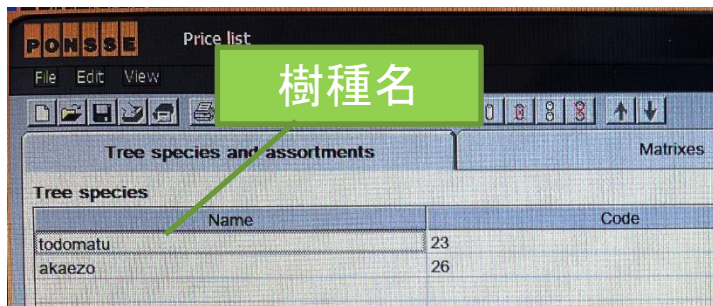 PONSSE Price list
File Edit View
樹種名
Tree species and assortments Matrixes
Tree species
Name Code
todomatu 23
akaezo 26